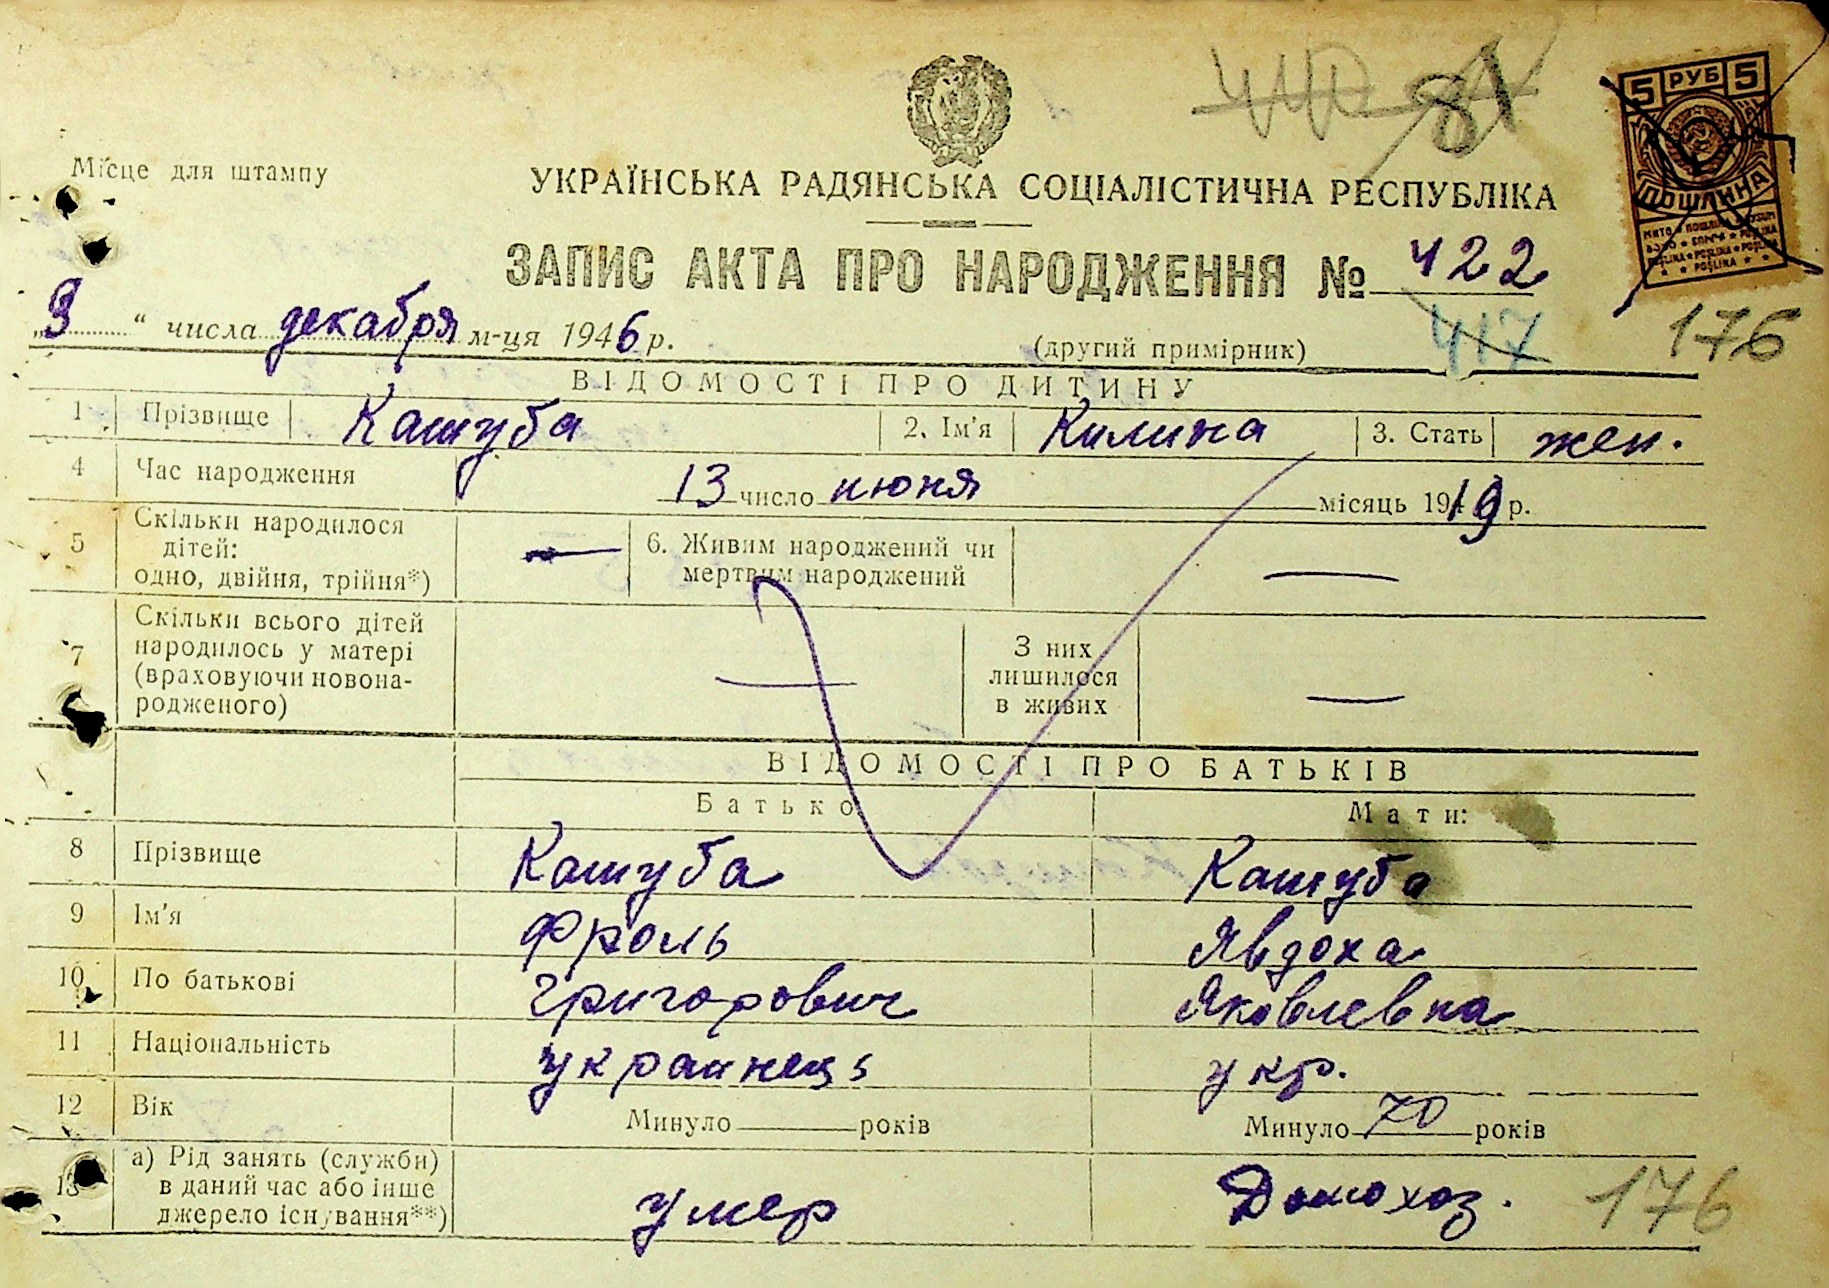 81
5 РУБ 5
ПОШЛИНА
Місце для штампу
УКРАЇНСЬКА РАДЯНСЬКА СОЦІАЛІСТИЧНА РЕСПУБЛІКА
ЗАПИС АКТА ПРО НАРОДЖЕННЯ № 422
„9“ числа декабря м-ця 1946 р.
(другий примірник) 417 176
ВІДОМОСТІ ПРО ДИТИНУ
1 Прізвище Кашуба 2. Ім'я Килина 3. Стать жен.
4 Час народження 13 число июня місяць 1919 р.
5 Скільки народилося дітей: одно, двійня, трійня*) — 6. Живим народжений чи мертвим народжений —
7 Скільки всього дітей народилось у матері (враховуючи новонародженого) — З них лишилося в живих —
ВІДОМОСТІ ПРО БАТЬКІВ
Батько Мати:
8 Прізвище Кашуба Кашуба
9 Ім'я Фроль Явдоха
10 По батькові Григорович Яковлевна
11 Національність украинець укр.
12 Вік Минуло ___ років Минуло 70 років
13 а) Рід занять (служби) в даний час або інше джерело існування**) умер Домохоз. 176